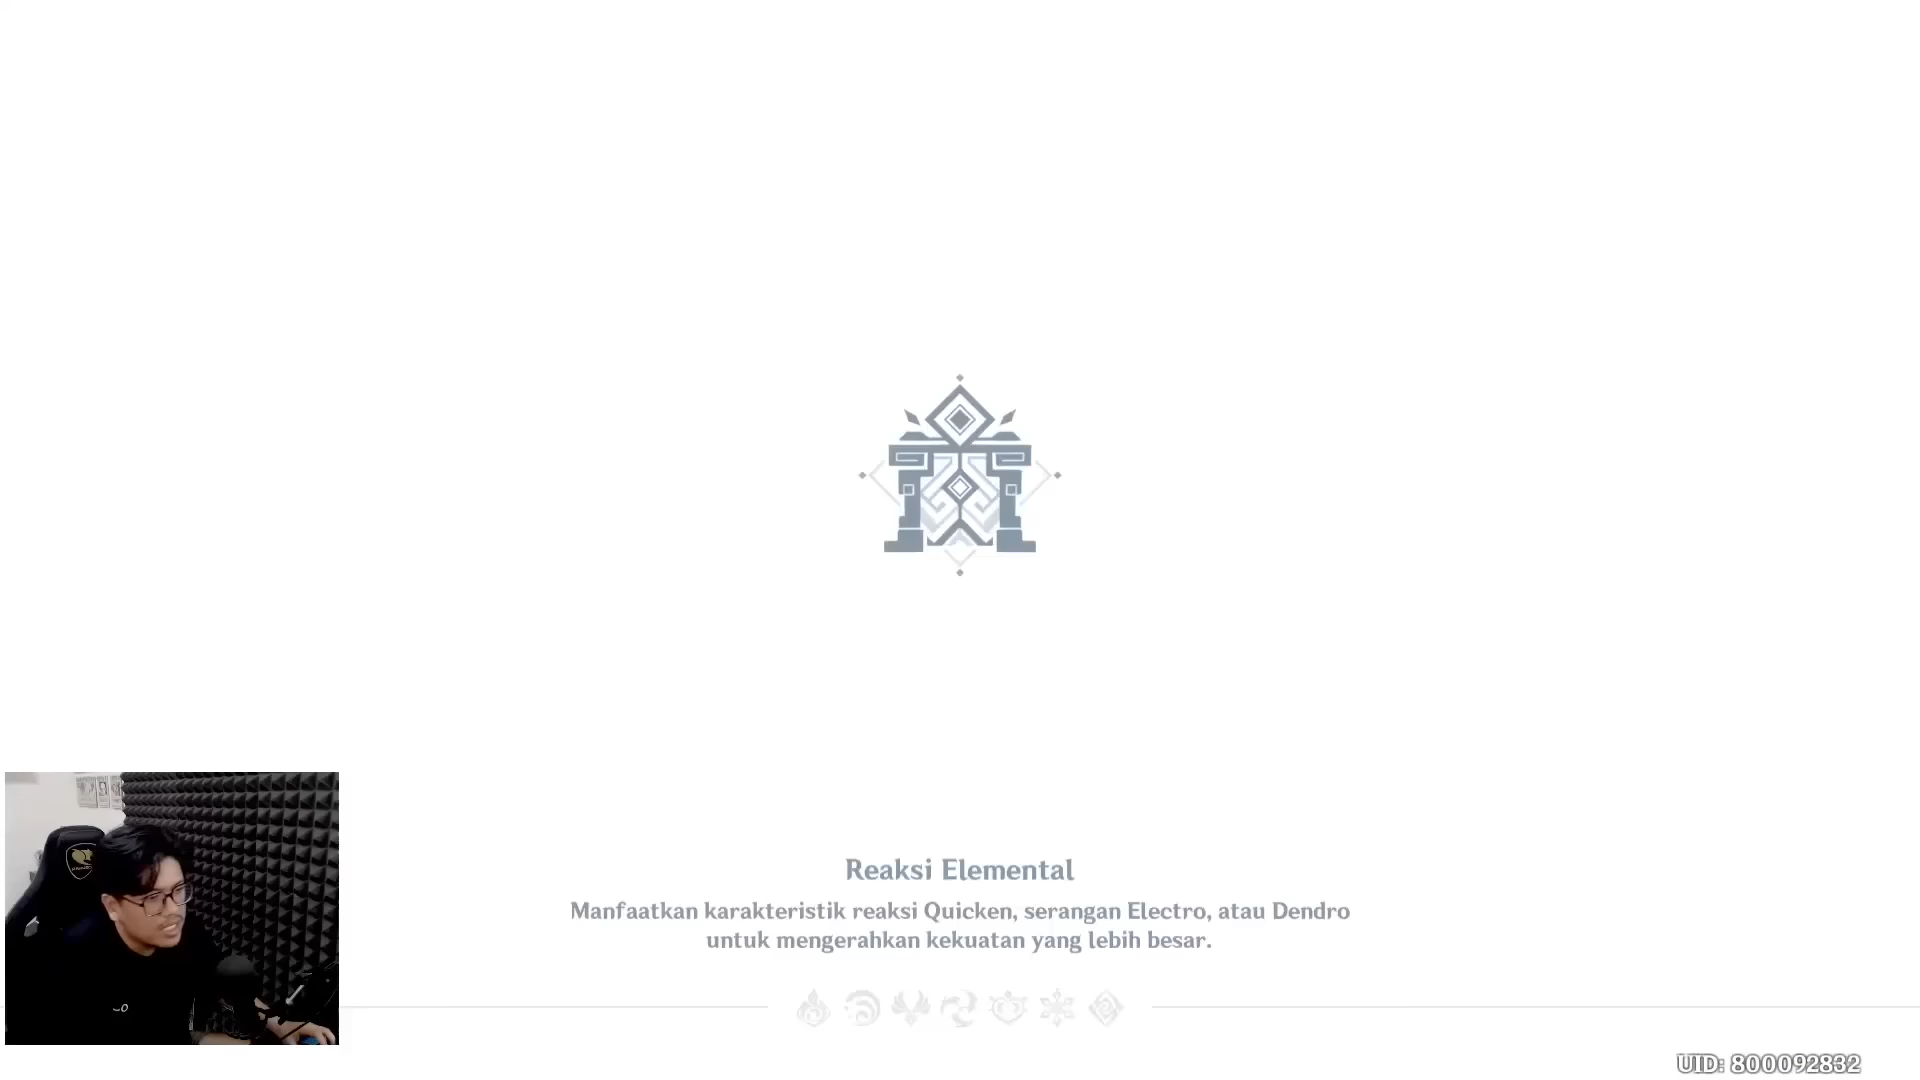 Reaksi Elemental
Manfaatkan karakteristik reaksi Quicken, serangan Electro, atau Dendro
untuk mengerahkan kekuatan yang lebih besar.
UID: 800092832